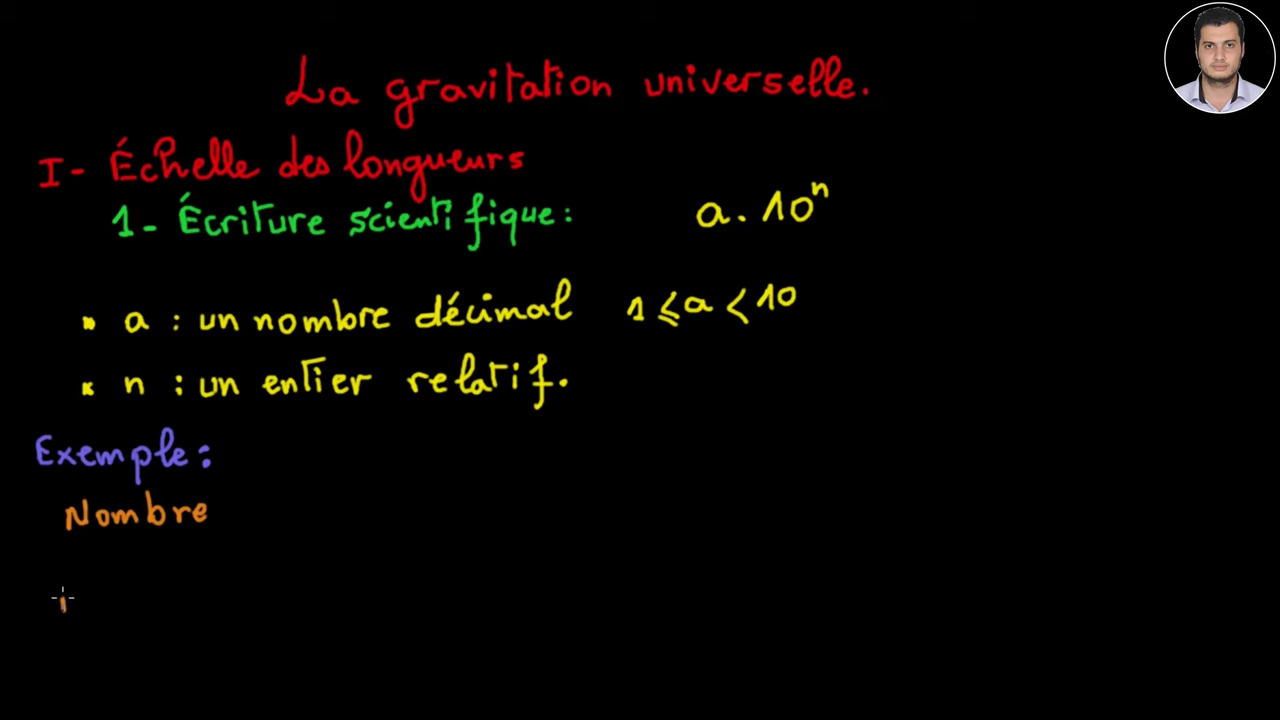 La gravitation universelle.
I- Échelle des longueurs
1- Écriture scientifique : a. 10ⁿ
* a : un nombre décimal 1 ⩽ a < 10
* n : un entier relatif.
Exemple :
Nombre